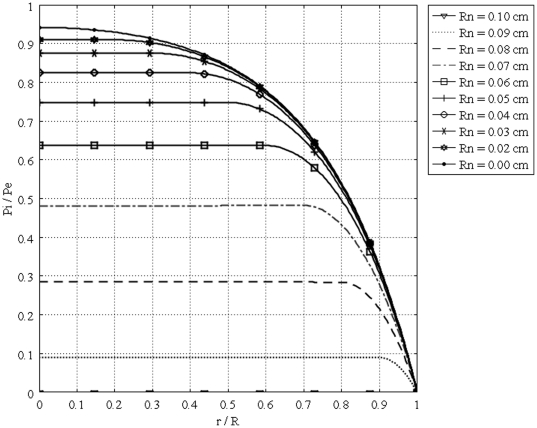 1
0.9
0.8
0.7
0.6
0.5
0.4
0.3
0.2
0.1
0
Pi / Pe
0 0.1 0.2 0.3 0.4 0.5 0.6 0.7 0.8 0.9 1
r / R
Rn = 0.10 cm
Rn = 0.09 cm
Rn = 0.08 cm
Rn = 0.07 cm
Rn = 0.06 cm
Rn = 0.05 cm
Rn = 0.04 cm
Rn = 0.03 cm
Rn = 0.02 cm
Rn = 0.00 cm